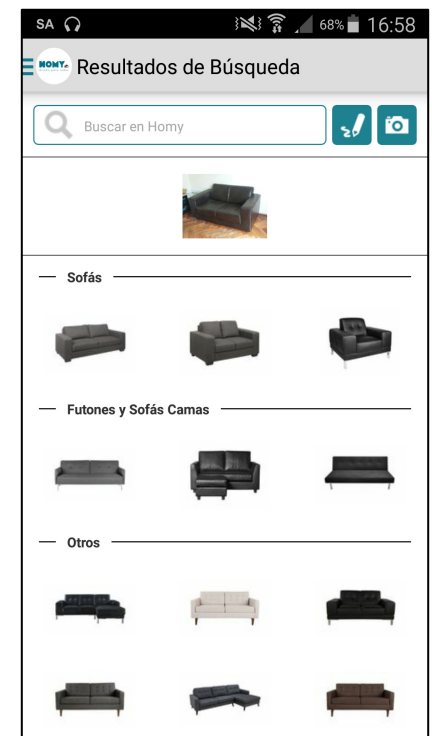 SA 68% 16:58
HOMY Resultados de Búsqueda
Buscar en Homy
Sofás
Futones y Sofás Camas
Otros